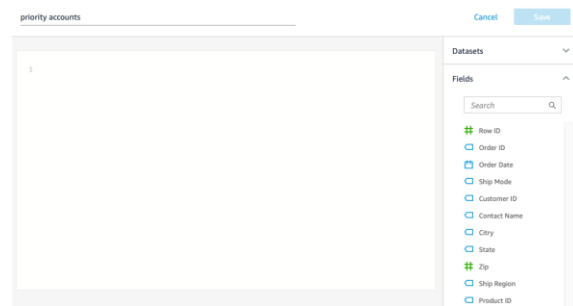 priority accounts
Cancel
Save
Datasets
1
Fields
Search
Row ID
Order ID
Order Date
Ship Mode
Customer ID
Contact Name
Citry
State
Zip
Ship Region
Product ID